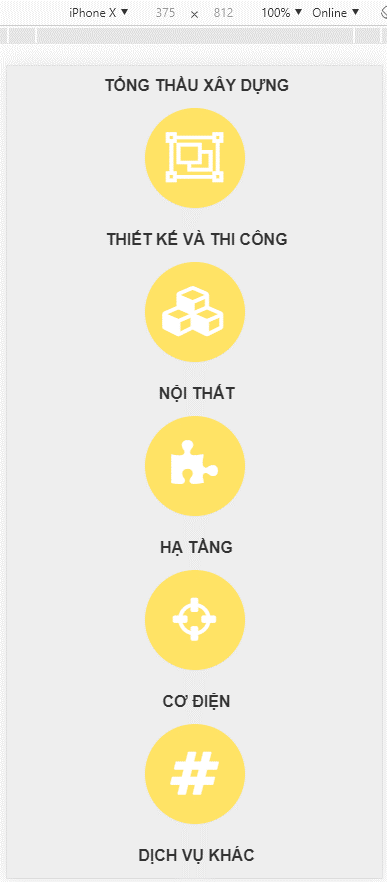 iPhone X ▼ 375 × 812 100% ▼ Online ▼
TỔNG THẦU XÂY DỰNG
THIẾT KẾ VÀ THI CÔNG
NỘI THẤT
HẠ TẦNG
CƠ ĐIỆN
#
DỊCH VỤ KHÁC